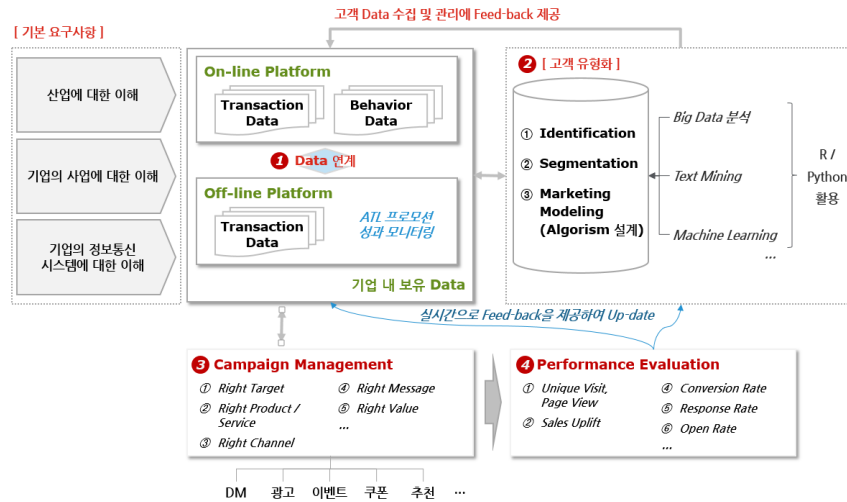 고객 Data 수집 및 관리에 Feed-back 제공
[ 기본 요구사항 ]
산업에 대한 이해
기업의 사업에 대한 이해
기업의 정보통신
시스템에 대한 이해
On-line Platform
Transaction
Data
Behavior
Data
1 Data 연계
Off-line Platform
Transaction
Data
ATL 프로모션
성과 모니터링
기업 내 보유 Data
2 [ 고객 유형화 ]
① Identification
② Segmentation
③ Marketing
Modeling
(Algorism 설계)
Big Data 분석
Text Mining
Machine Learning
...
R /
Python
활용
실시간으로 Feed-back을 제공하여 Up-date
3 Campaign Management
① Right Target
② Right Product /
Service
③ Right Channel
④ Right Message
⑤ Right Value
...
4 Performance Evaluation
① Unique Visit,
Page View
② Sales Uplift
④ Conversion Rate
⑤ Response Rate
⑥ Open Rate
...
DM 광고 이벤트 쿠폰 추천 ...